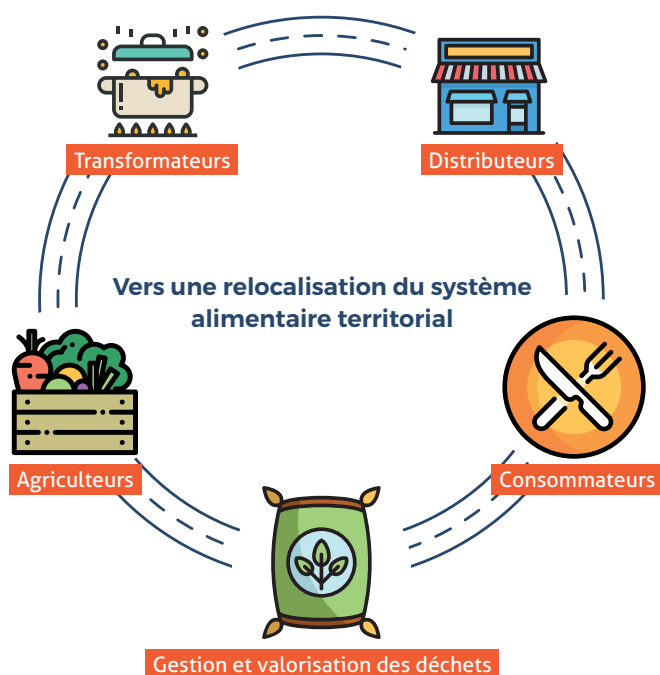 Transformateurs
Distributeurs
Vers une relocalisation du système
alimentaire territorial
Agriculteurs
Consommateurs
Gestion et valorisation des déchets